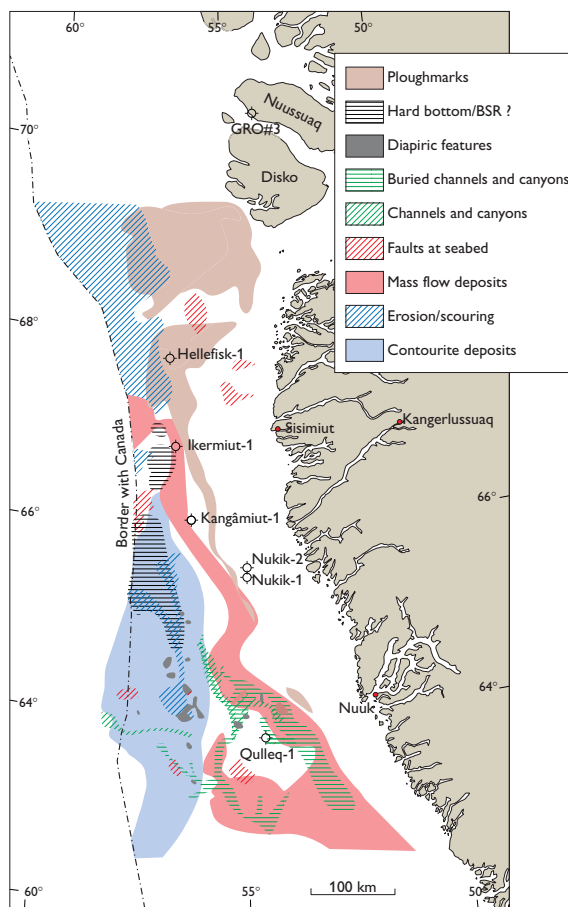 60°
55°
50°
Ploughmarks
Hard bottom/BSR ?
Diapiric features
Buried channels and canyons
Channels and canyons
Faults at seabed
Mass flow deposits
Erosion/scouring
Contourite deposits
70°
Nuussuaq
GRO#3
Disko
68°
Hellefisk-1
Sisimiut
Kangerlussuaq
Ikermiut-1
Border with Canada
66°
66°
Kangâmiut-1
Nukik-2
Nukik-1
64°
64°
Nuuk
Qulleq-1
60°
55°
100 km
50°